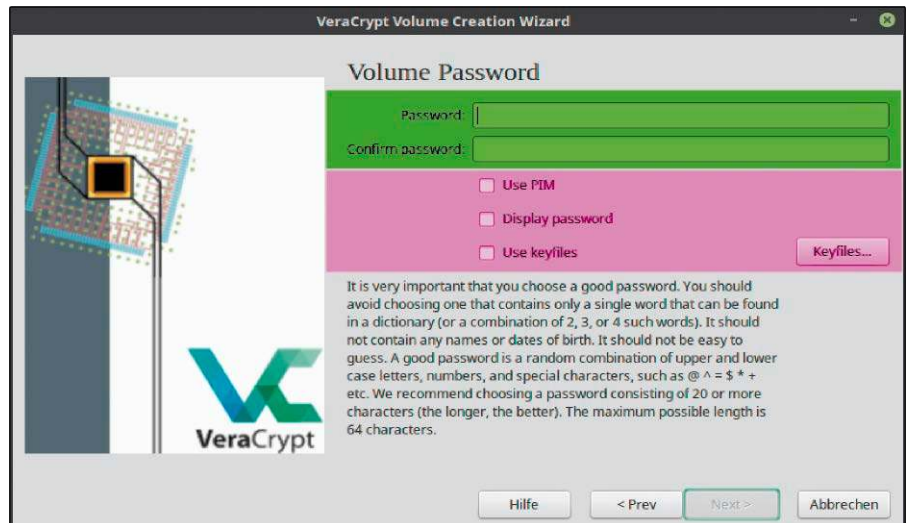 VeraCrypt Volume Creation Wizard
Volume Password
Password:
Confirm password:
Use PIM
Display password
Use keyfiles
Keyfiles...
It is very important that you choose a good password. You should
avoid choosing one that contains only a single word that can be found
in a dictionary (or a combination of 2, 3, or 4 such words). It should
not contain any names or dates of birth. It should not be easy to
guess. A good password is a random combination of upper and lower
case letters, numbers, and special characters, such as @ ^ = $ * +
etc. We recommend choosing a password consisting of 20 or more
characters (the longer, the better). The maximum possible length is
64 characters.
VeraCrypt
Hilfe
< Prev
Next >
Abbrechen